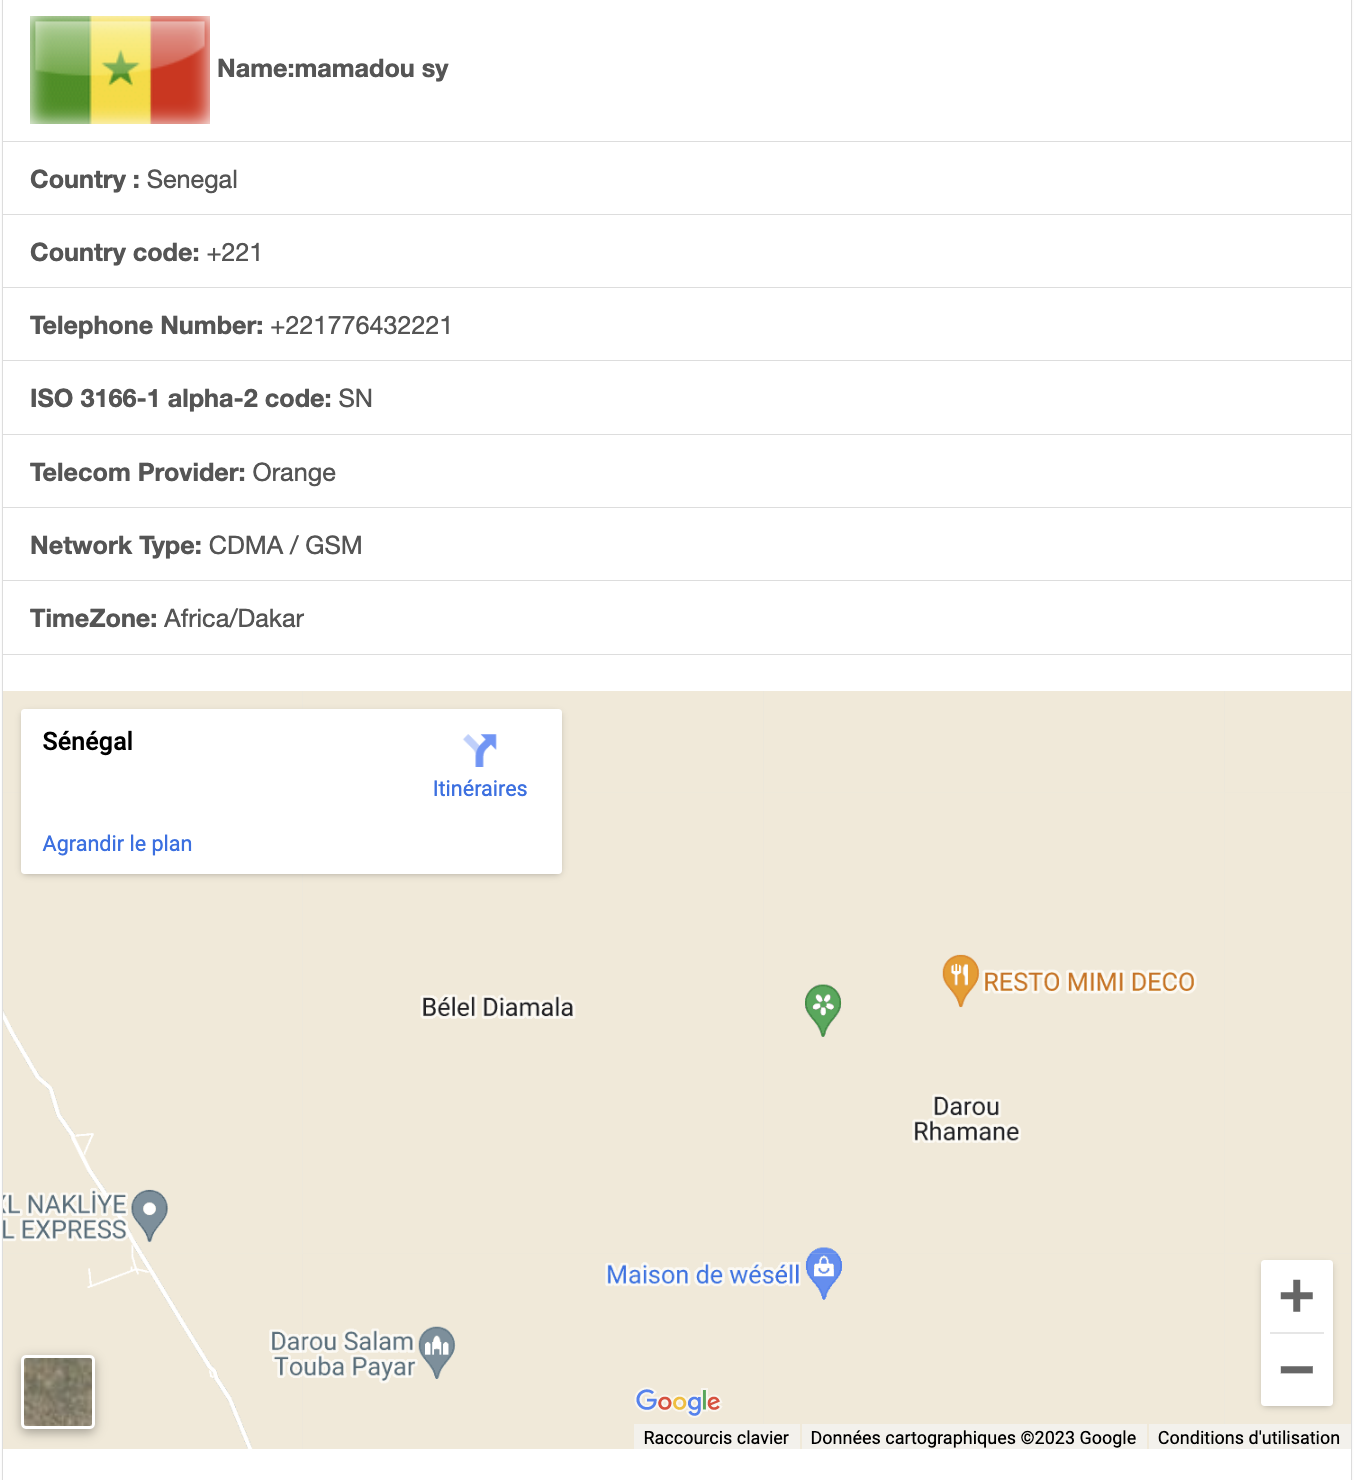 Name:mamadou sy
Country : Senegal
Country code: +221
Telephone Number: +221776432221
ISO 3166-1 alpha-2 code: SN
Telecom Provider: Orange
Network Type: CDMA / GSM
TimeZone: Africa/Dakar
Sénégal
Itinéraires
Agrandir le plan
RESTO MIMI DECO
Bélel Diamala
Darou
Rhamane
KL NAKLİYE
L EXPRESS
Maison de wéséll
Darou Salam
Touba Payar
Google
Raccourcis clavier
Données cartographiques ©2023 Google
Conditions d'utilisation